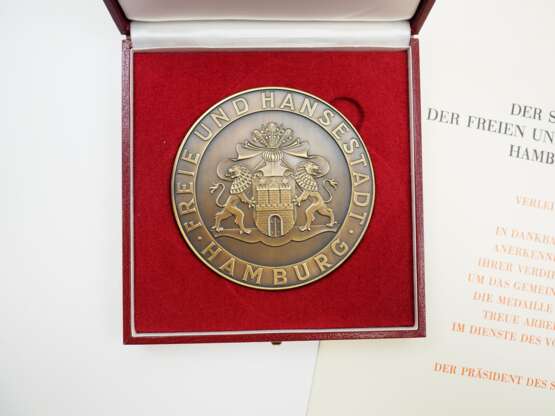 FREIE UND HANSESTADT
· HAMBURG ·
DER S
DER FREIEN UN
HAMB
VERLEI
IN DANKB
ANERKENN
IHRER VERD
UM DAS GEMEIN
DIE MEDAILLE
TREUE ARBE
IM DIENSTE DES VO
DER PRÄSIDENT DES S